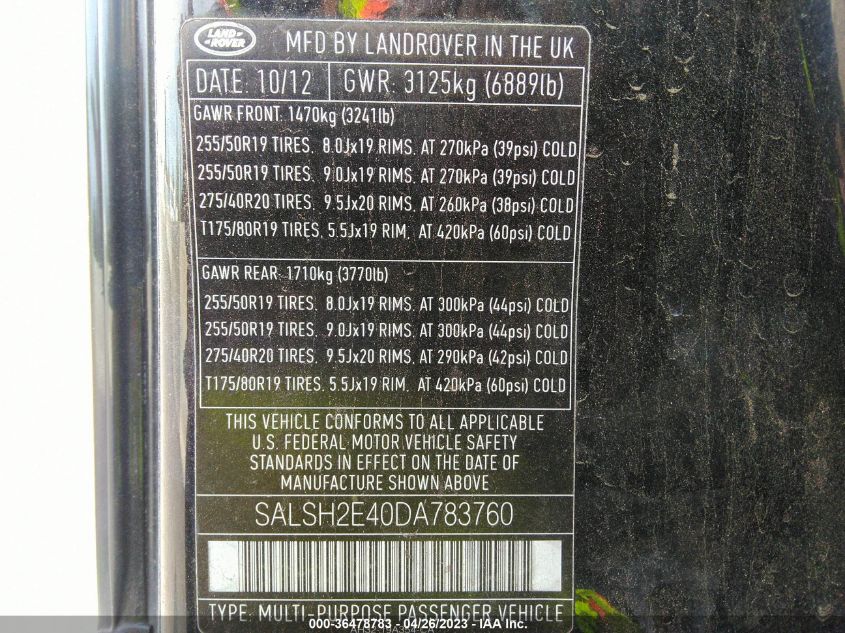 LAND
ROVER
MFD BY LANDROVER IN THE UK
DATE: 10/12 GWR: 3125kg (6889lb)
GAWR FRONT: 1470kg (3241lb)
255/50R19 TIRES. 8.0Jx19 RIMS. AT 270kPa (39psi) COLD
255/50R19 TIRES. 9.0Jx19 RIMS. AT 270kPa (39psi) COLD
275/40R20 TIRES. 9.5Jx20 RIMS. AT 260kPa (38psi) COLD
T175/80R19 TIRES. 5.5Jx19 RIM. AT 420kPa (60psi) COLD
GAWR REAR: 1710kg (3770lb)
255/50R19 TIRES. 8.0Jx19 RIMS. AT 300kPa (44psi) COLD
255/50R19 TIRES. 9.0Jx19 RIMS. AT 300kPa (44psi) COLD
275/40R20 TIRES. 9.5Jx20 RIMS. AT 290kPa (42psi) COLD
T175/80R19 TIRES. 5.5Jx19 RIM. AT 420kPa (60psi) COLD
THIS VEHICLE CONFORMS TO ALL APPLICABLE
U.S. FEDERAL MOTOR VEHICLE SAFETY
STANDARDS IN EFFECT ON THE DATE OF
MANUFACTURE SHOWN ABOVE
SALSH2E40DA783760
TYPE: MULTI-PURPOSE PASSENGER VEHICLE
000-36478783 - 04/26/2023 - IAA Inc.